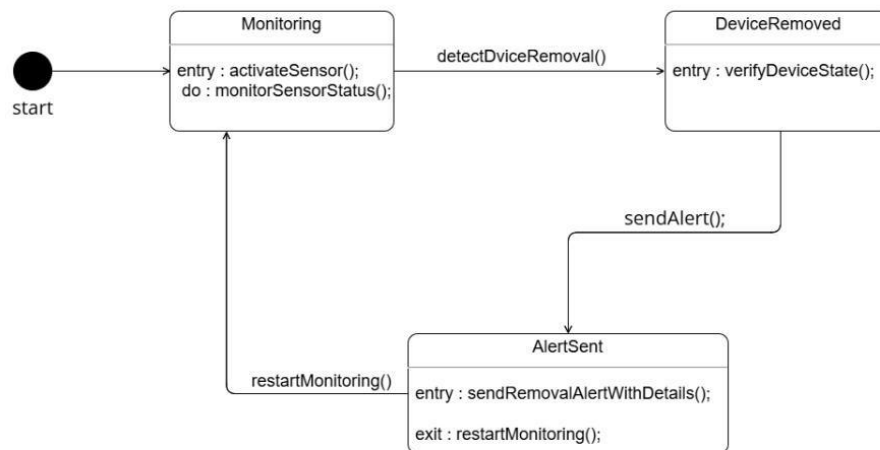 Monitoring
entry : activateSensor();
do : monitorSensorStatus();
start
detectDviceRemoval()
DeviceRemoved
entry : verifyDeviceState();
sendAlert();
AlertSent
entry : sendRemovalAlertWithDetails();
exit : restartMonitoring();
restartMonitoring()